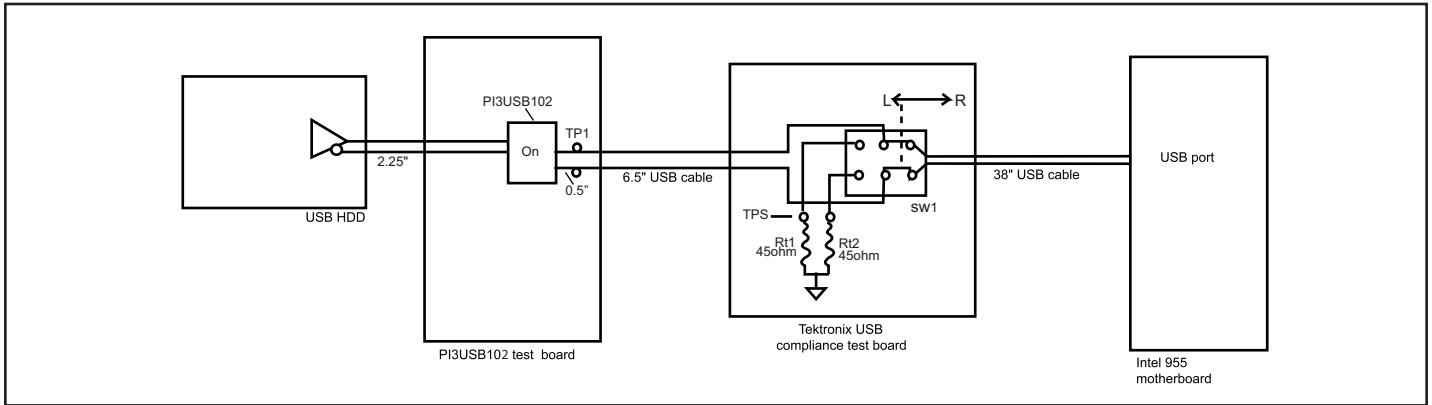 2.25"
USB HDD
PI3USB102
On
TP1
0.5"
PI3USB102 test board
6.5" USB cable
L
R
sw1
TPS
Rt1
45ohm
Rt2
45ohm
Tektronix USB
compliance test board
38" USB cable
USB port
Intel 955
motherboard